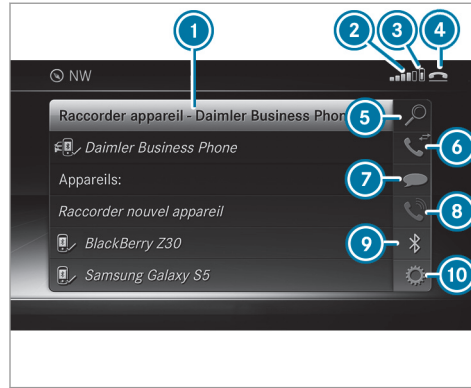 1
2
3
4
NW
Raccorder appareil - Daimler Business Phon
5
Daimler Business Phone
6
Appareils:
7
Raccorder nouvel appareil
8
BlackBerry Z30
9
Samsung Galaxy S5
10